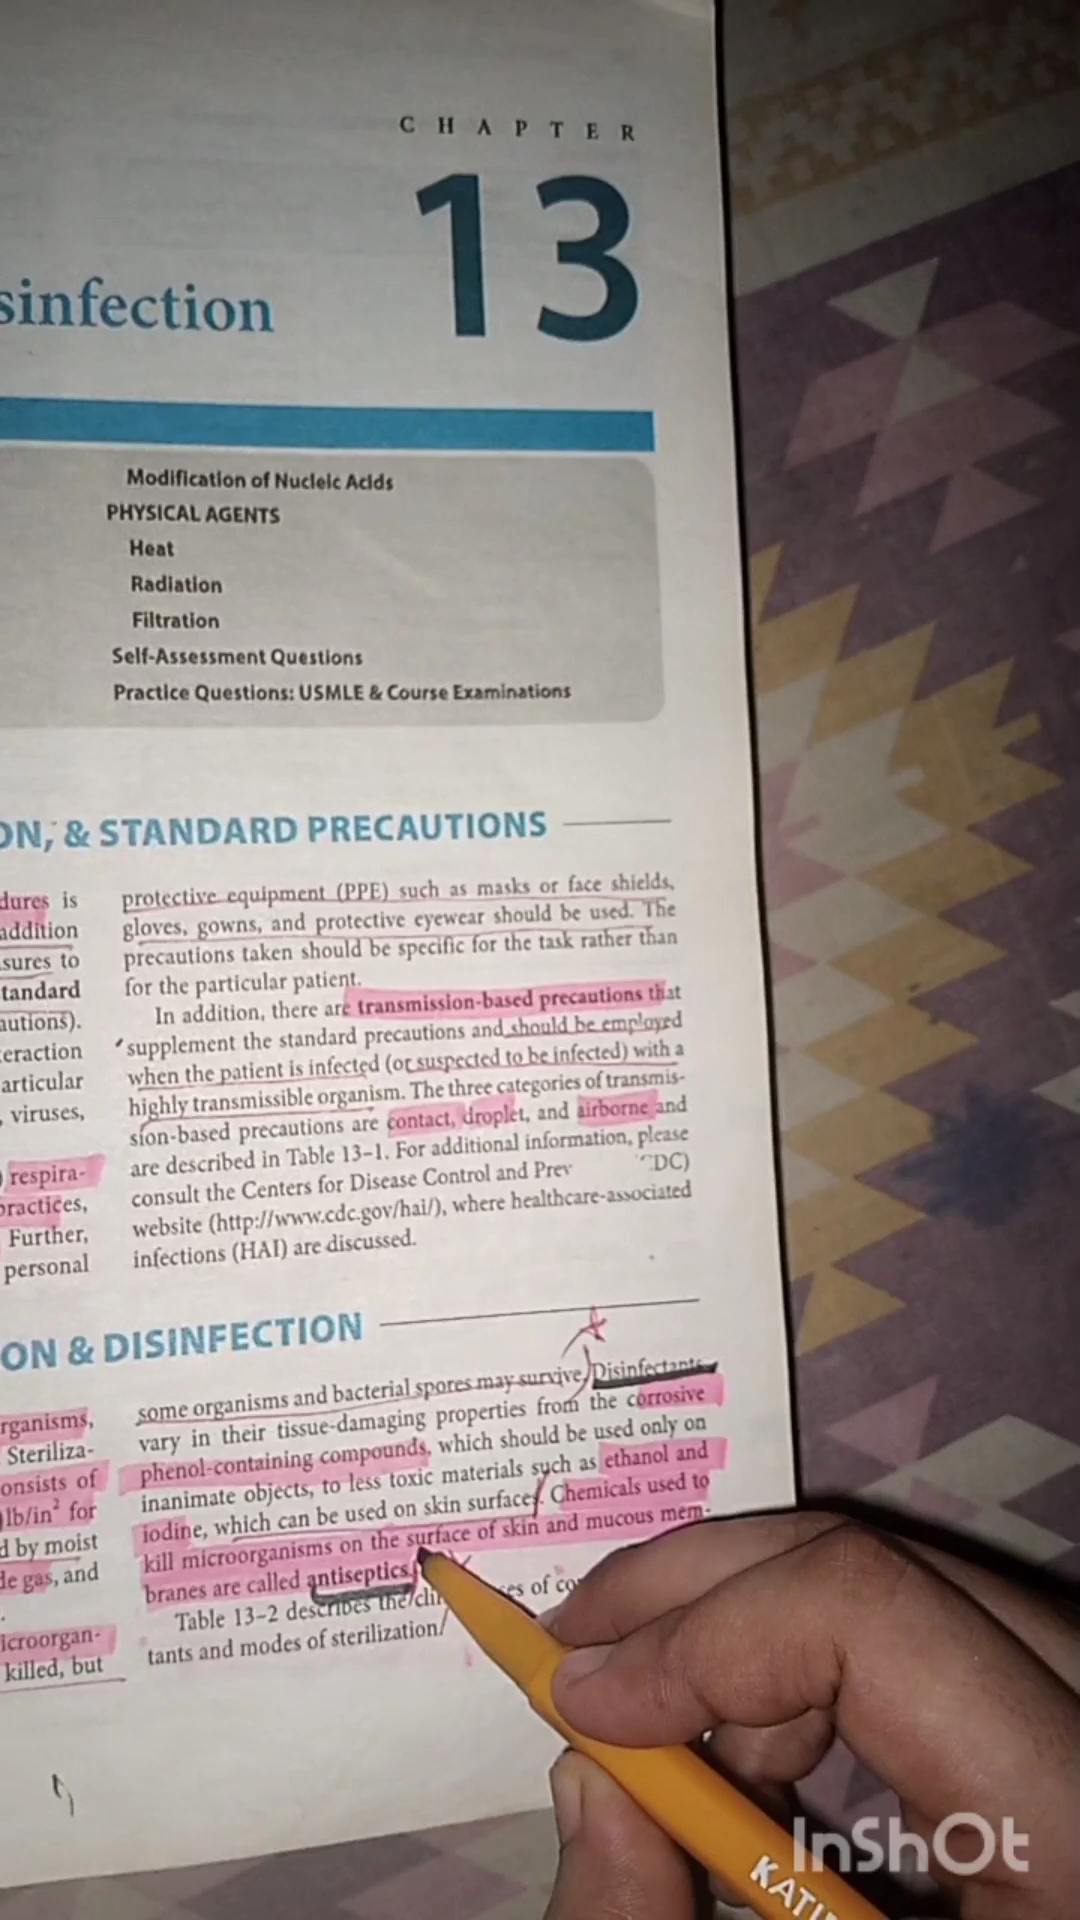 CHAPTER
13
sinfection
Modification of Nucleic Acids
PHYSICAL AGENTS
Heat
Radiation
Filtration
Self-Assessment Questions
Practice Questions: USMLE & Course Examinations
ON, & STANDARD PRECAUTIONS
dures is
addition
sures to
tandard
autions).
eraction
articular
, viruses,
) respira-
practices,
Further,
personal
protective equipment (PPE) such as masks or face shields,
gloves, gowns, and protective eyewear should be used. The
precautions taken should be specific for the task rather than
for the particular patient.
In addition, there are transmission-based precautions that
supplement the standard precautions and should be employed
when the patient is infected (or suspected to be infected) with a
highly transmissible organism. The three categories of transmis-
sion-based precautions are contact, droplet, and airborne and
are described in Table 13-1. For additional information, please
consult the Centers for Disease Control and Prev CDC)
website (http://www.cdc.gov/hai/), where healthcare-associated
infections (HAI) are discussed.
ON & DISINFECTION
rganisms,
Steriliza-
onsists of
lb/in² for
d by moist
de gas, and
icroorgan-
killed, but
some organisms and bacterial spores may survive. Disinfectants
vary in their tissue-damaging properties from the corrosive
phenol-containing compounds, which should be used only on
inanimate objects, to less toxic materials such as ethanol and
iodine, which can be used on skin surfaces. Chemicals used to
kill microorganisms on the surface of skin and mucous mem-
branes are called antiseptics.
Table 13-2 describes the cli es of co
tants and modes of sterilization.
KATI
InShOt